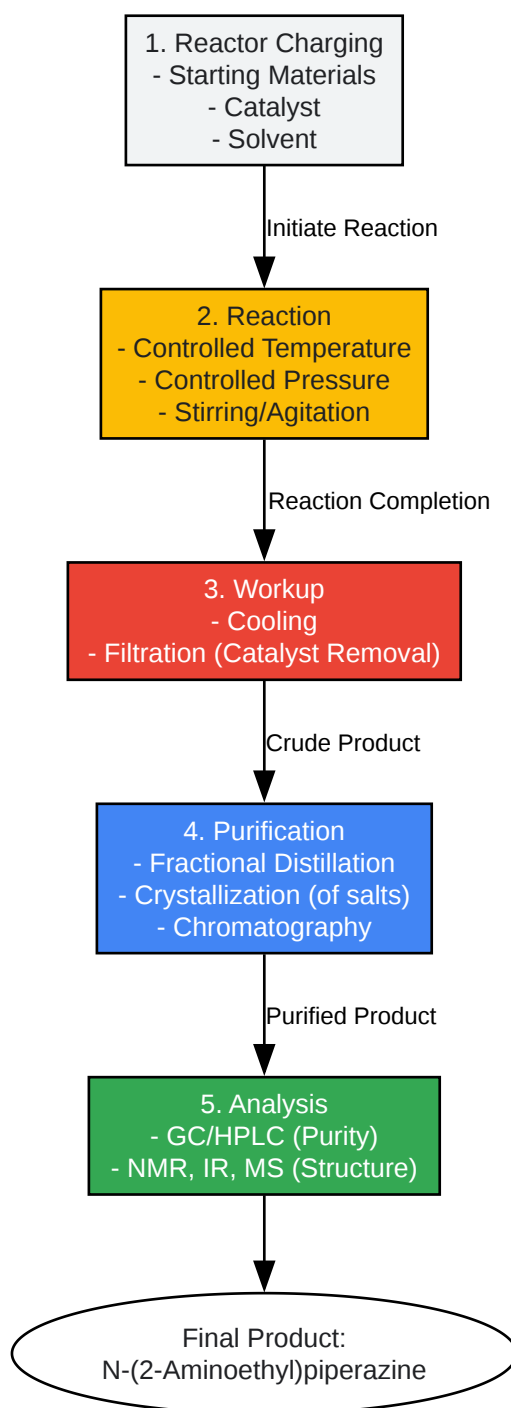 1. Reactor Charging
- Starting Materials
- Catalyst
- Solvent
Initiate Reaction
2. Reaction
- Controlled Temperature
- Controlled Pressure
- Stirring/Agitation
Reaction Completion
3. Workup
- Cooling
- Filtration (Catalyst Removal)
Crude Product
4. Purification
- Fractional Distillation
- Crystallization (of salts)
- Chromatography
Purified Product
5. Analysis
- GC/HPLC (Purity)
- NMR, IR, MS (Structure)
Final Product:
N-(2-Aminoethyl)piperazine